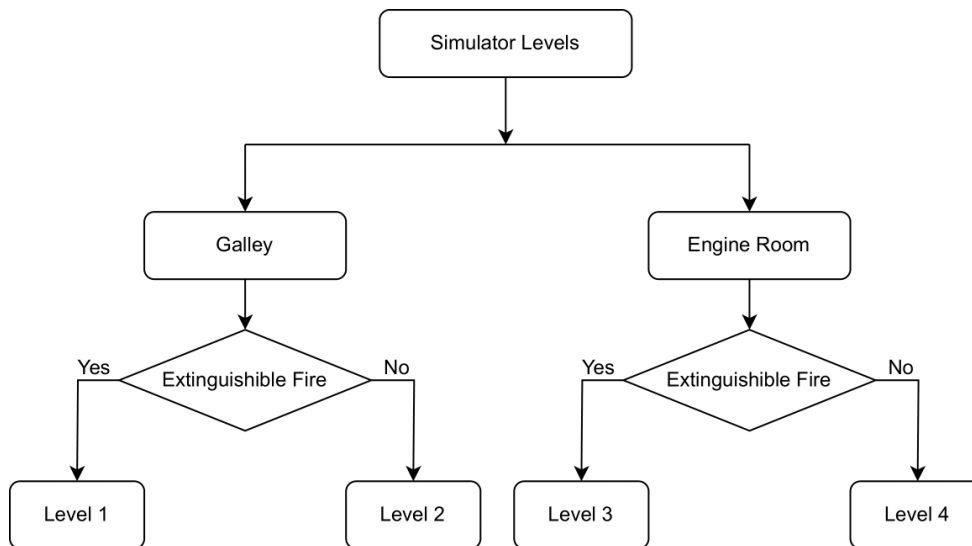 Simulator Levels
Galley
Engine Room
Yes
Extinguishible Fire
No
Yes
Extinguishible Fire
No
Level 1
Level 2
Level 3
Level 4